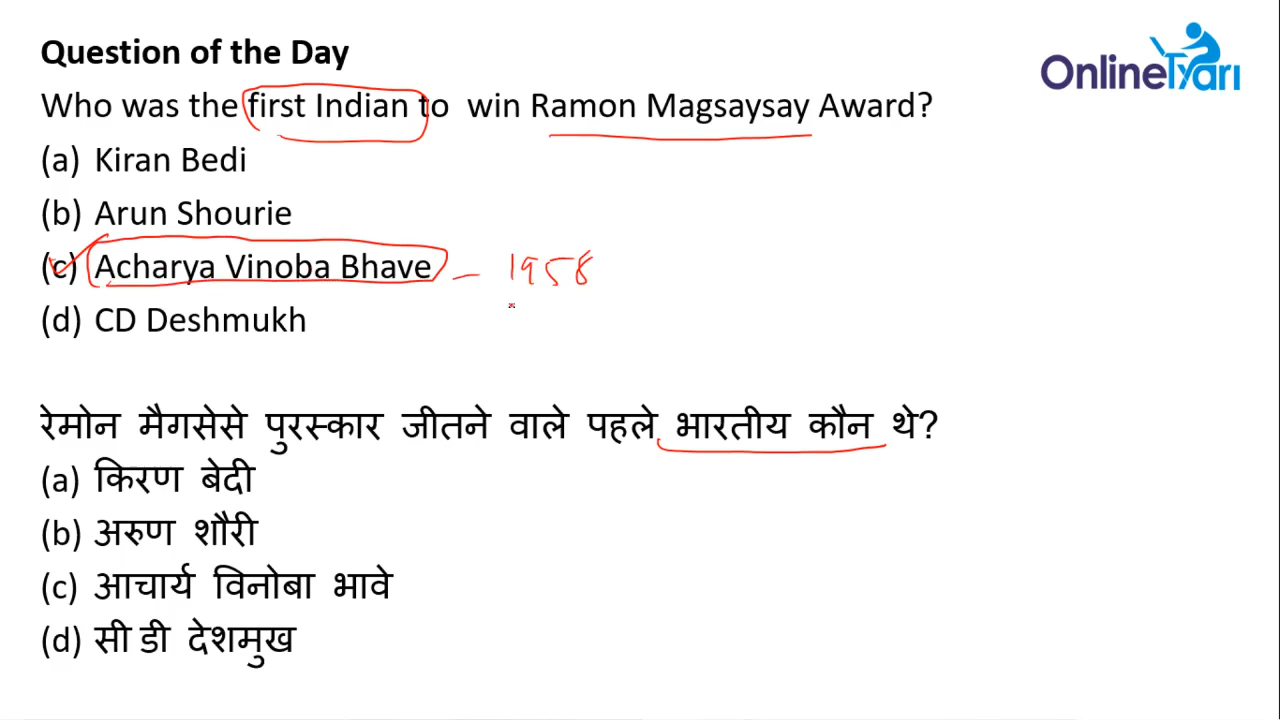 Question of the Day
OnlineTyari
Who was the first Indian to win Ramon Magsaysay Award?
(a) Kiran Bedi
(b) Arun Shourie
(c) Acharya Vinoba Bhave – 1958
(d) CD Deshmukh
रेमोन मैगसेसे पुरस्कार जीतने वाले पहले भारतीय कौन थे?
(a) किरण बेदी
(b) अरुण शौरी
(c) आचार्य विनोबा भावे
(d) सी डी देशमुख